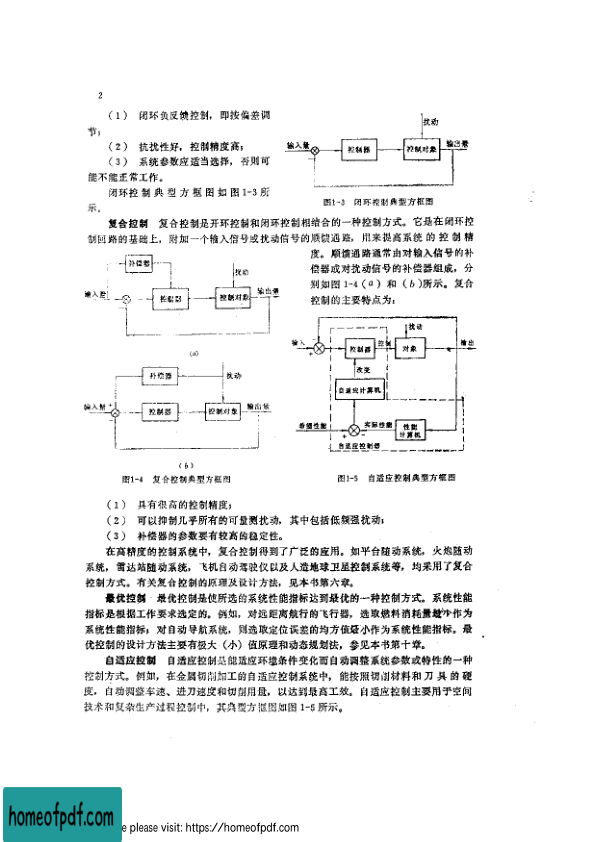 2
(1) 闭环负反馈控制，即按偏差调
节；
(2) 抗扰性好，控制精度高；
(3) 系统参数应适当选择，否则可
能不能正常工作。
闭环控制典型方框图如图1-3所
示。
扰动
输入量
控制器
控制对象
输出量
图1-3 闭环控制典型方框图
复合控制 复合控制是开环控制和闭环控制相结合的一种控制方式。它是在闭环控
制回路的基础上，附加一个输入信号或扰动信号的顺馈通路，用来提高系统的控制精
度。顺馈通路通常由对输入信号的补
偿器或对扰动信号的补偿器组成，分
别如图1-4(a)和(b)所示。复合
控制的主要特点为：
补偿器
扰动
输入量
控制器
控制对象
输出量
(a)
补偿器
扰动
输入量
+
控制器
控制对象
输出量
(b)
图1-4 复合控制典型方框图
扰动
输入
+
控制器
控制
对象
输出
改变
自适应计算机
希望性能
+
-
实际性能
性能
计算机
自适应控制器
图1-5 自适应控制典型方框图
(1) 具有很高的控制精度；
(2) 可以抑制几乎所有的可量测扰动，其中包括低频强扰动；
(3) 补偿器的参数要有较高的稳定性。
在高精度的控制系统中，复合控制得到了广泛的应用。如平台随动系统，火炮随动
系统，雷达站随动系统，飞机自动驾驶仪以及人造地球卫星控制系统等，均采用了复合
控制方式。有关复合控制的原理及设计方法，见本书第六章。
最优控制 最优控制是使所选的系统性能指标达到最优的一种控制方式。系统性能
指标是根据工作要求选定的。例如，对远距离航行的飞行器，选取燃料消耗量最小作为
系统性能指标；对自动导航系统，则选取定位误差的均方值最小作为系统性能指标。最
优控制的设计方法主要有极大（小）值原理和动态规划法，参见本书第十章。
自适应控制 自适应控制是能适应环境条件变化而自动调整系统参数或特性的一种
控制方式。例如，在金属切削加工的自适应控制系统中，能按照切削材料和刀具的硬
度，自动调整车速、进刀速度和切削用量，以达到最高工效。自适应控制主要用于空间
技术和复杂生产过程控制中，其典型方框图如图1-5所示。
homeofpdf.com
e please visit: https://homeofpdf.com